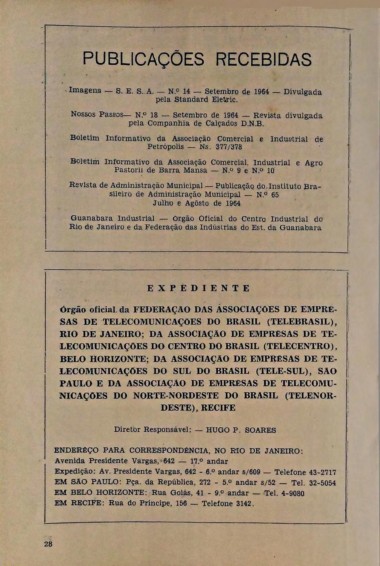 PUBLICAÇÕES RECEBIDAS
Imagens — S. E. S. A. — N.º 14 — Setembro de 1964 — Divulgada
pela Standard Eletric.
Nossos Passos — N.º 18 — Setembro de 1964 — Revista divulgada
pela Companhia de Calçados D.N.B.
Boletim Informativo da Associação Comercial e Industrial de
Petrópolis — Ns. 377/378
Boletim Informativo da Associação Comercial, Industrial e Agro
Pastoril de Barra Mansa — N.º 9 e N.º 10
Revista de Administração Municipal — Publicação do Instituto Bra-
sileiro de Administração Municipal — N.º 65
Julho e Agôsto de 1964
Guanabara Industrial — Orgão Oficial do Centro Industrial do
Rio de Janeiro e da Federação das Indústrias do Est. da Guanabara
EXPEDIENTE
Órgão oficial da FEDERAÇÃO DAS ASSOCIAÇÕES DE EMPRE-
SAS DE TELECOMUNICAÇÕES DO BRASIL (TELEBRASIL),
RIO DE JANEIRO; DA ASSOCIAÇÃO DE EMPRESAS DE TE-
LECOMUNICAÇÕES DO CENTRO DO BRASIL (TELECENTRO),
BELO HORIZONTE; DA ASSOCIAÇÃO DE EMPRESAS DE TE-
LECOMUNICAÇÕES DO SUL DO BRASIL (TELE-SUL), SÃO
PAULO E DA ASSOCIAÇÃO DE EMPRESAS DE TELECOMU-
NICAÇÕES DO NORTE-NORDESTE DO BRASIL (TELENOR-
DESTE), RECIFE
Diretor Responsável: — HUGO P. SOARES
ENDERÊÇO PARA CORRESPONDENCIA, NO RIO DE JANEIRO:
Avenida Presidente Vargas, 642 — 17.º andar
Expedição: Av. Presidente Vargas, 642 - 6.º andar s/609 — Telefone 43-2717
EM SÃO PAULO: Pça. da República, 272 - 5.º andar s/52 — Tel. 32-5054
EM BELO HORIZONTE: Rua Goiás, 41 - 9.º andar — Tel. 4-9080
EM RECIFE: Rua do Príncipe, 156 — Telefone 3142.
28